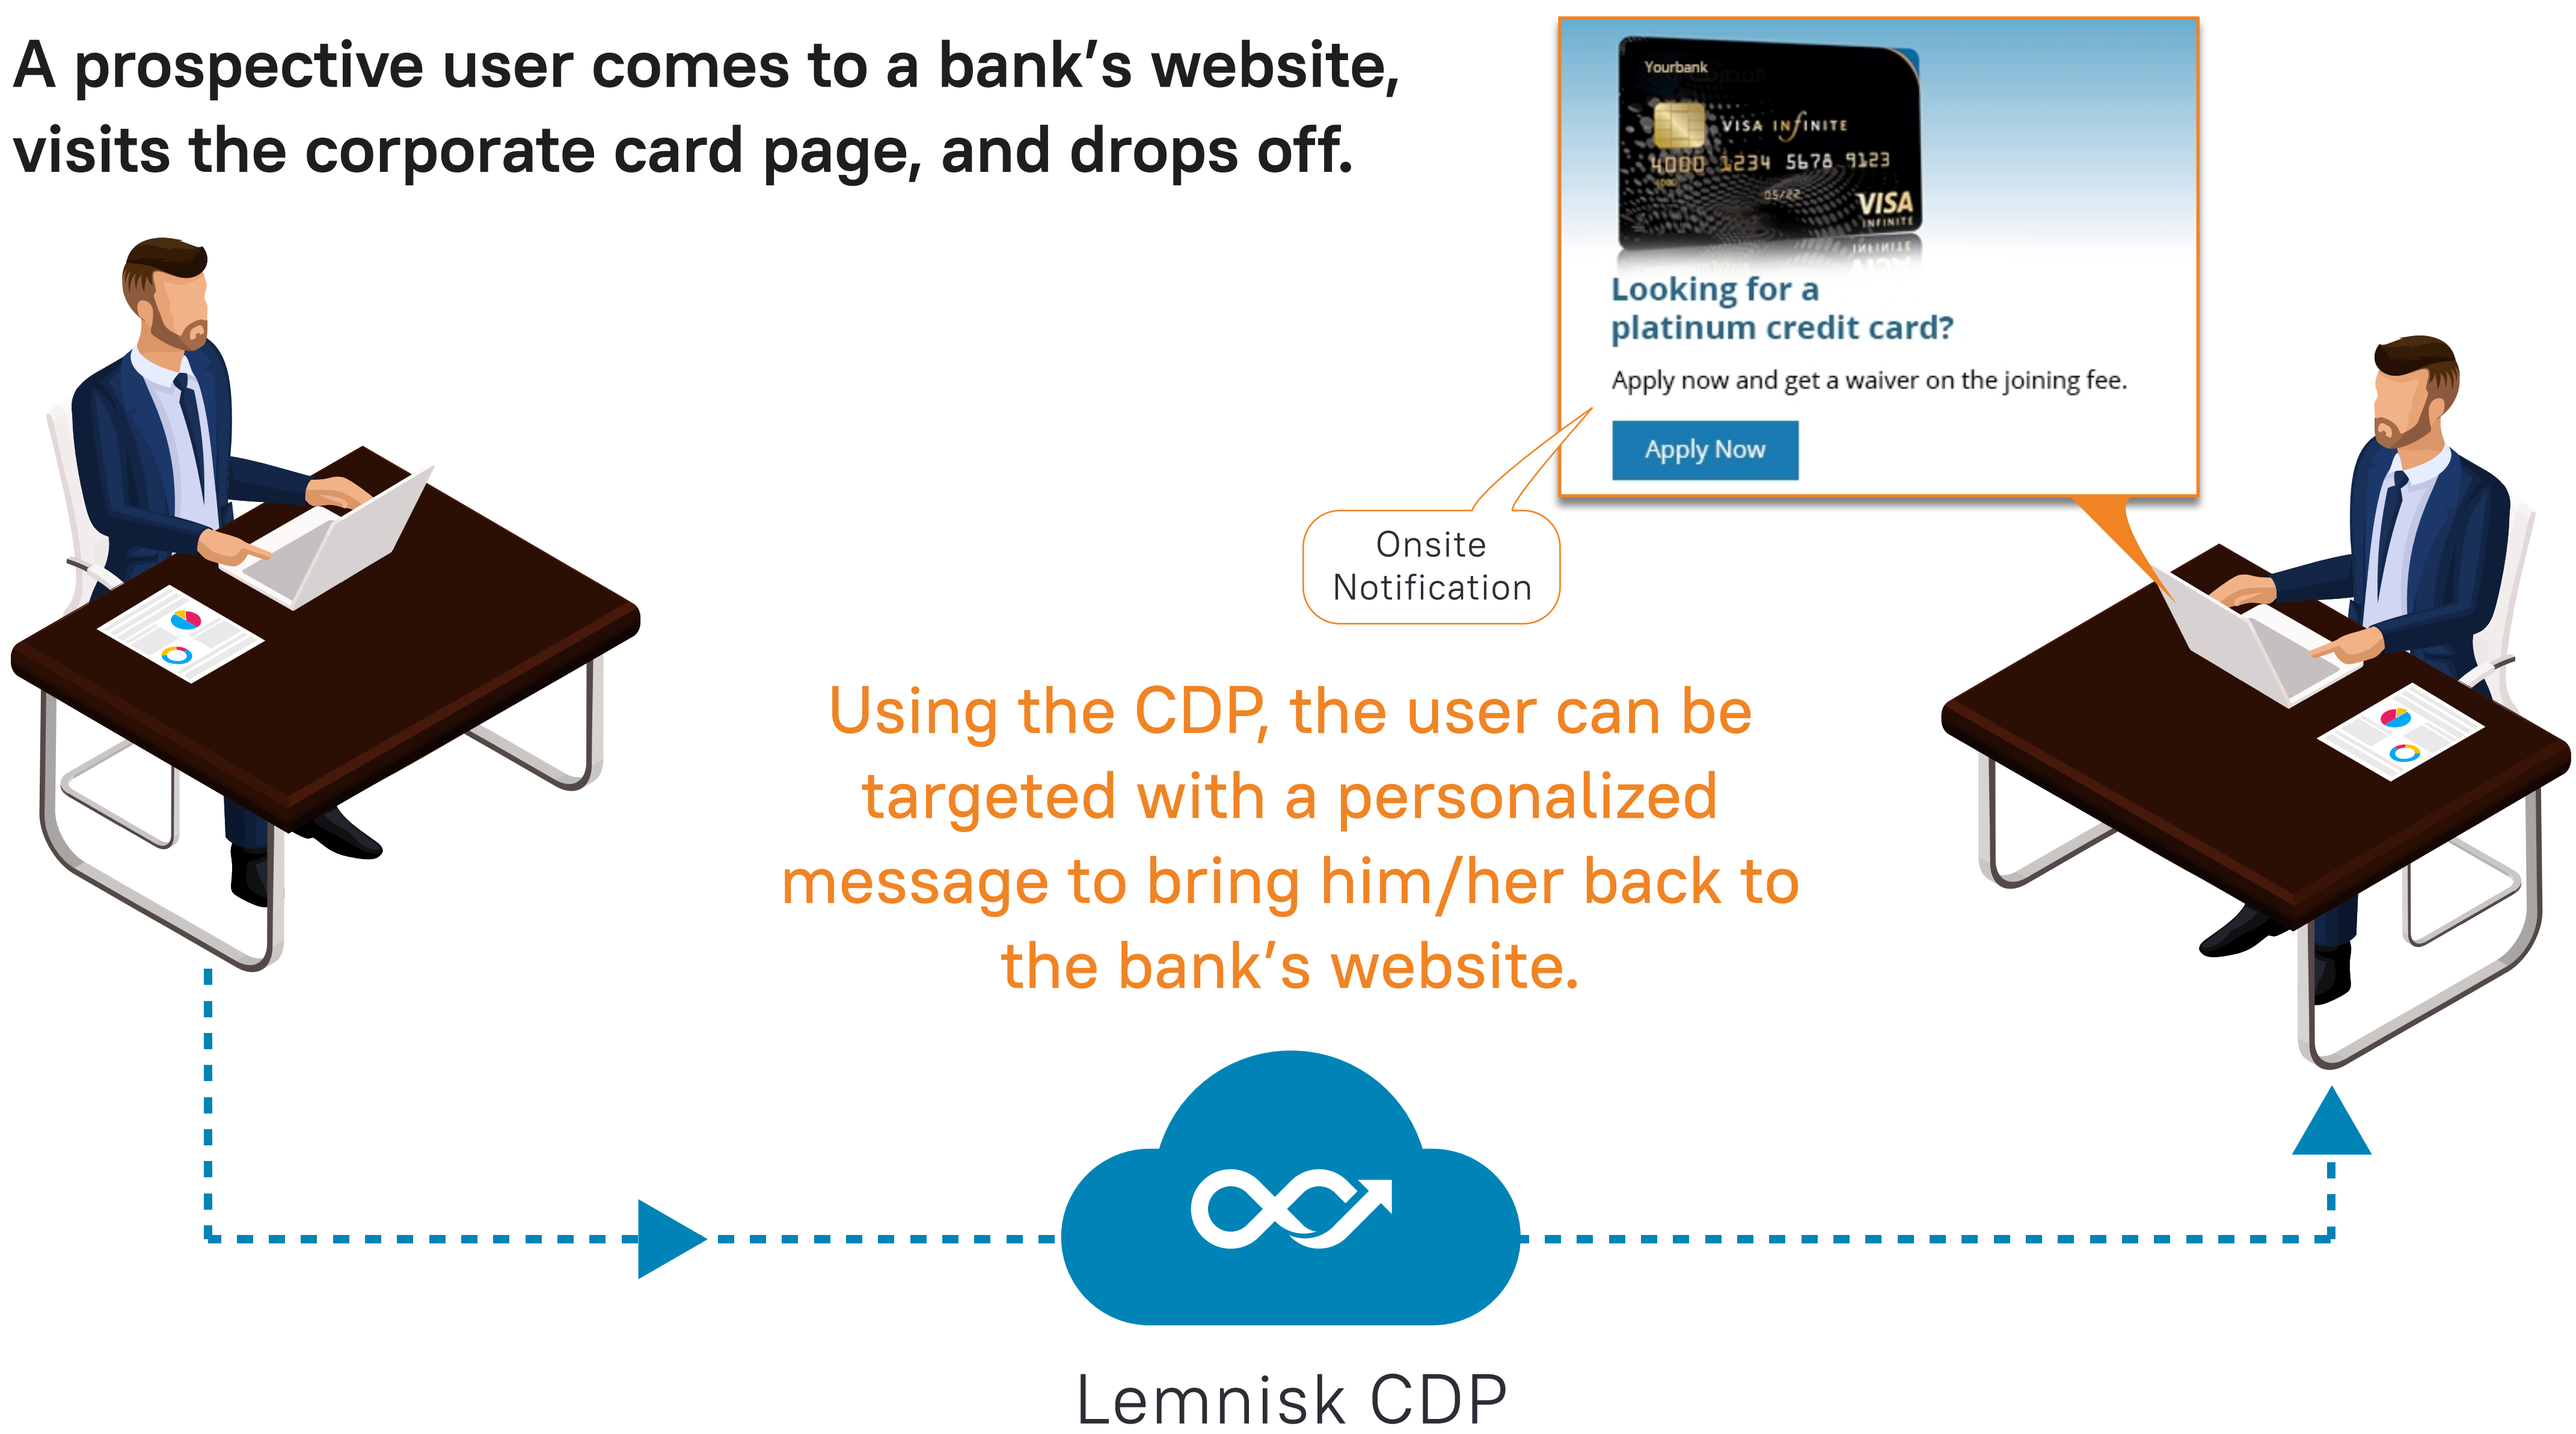 A prospective user comes to a bank’s website,
visits the corporate card page, and drops off.
Yourbank
VISA INFINITE
4000 1234 5678 9123
4000
05/22
VISA
INFINITE
Looking for a
platinum credit card?
Apply now and get a waiver on the joining fee.
Apply Now
Onsite
Notification
Using the CDP, the user can be
targeted with a personalized
message to bring him/her back to
the bank’s website.
Lemnisk CDP